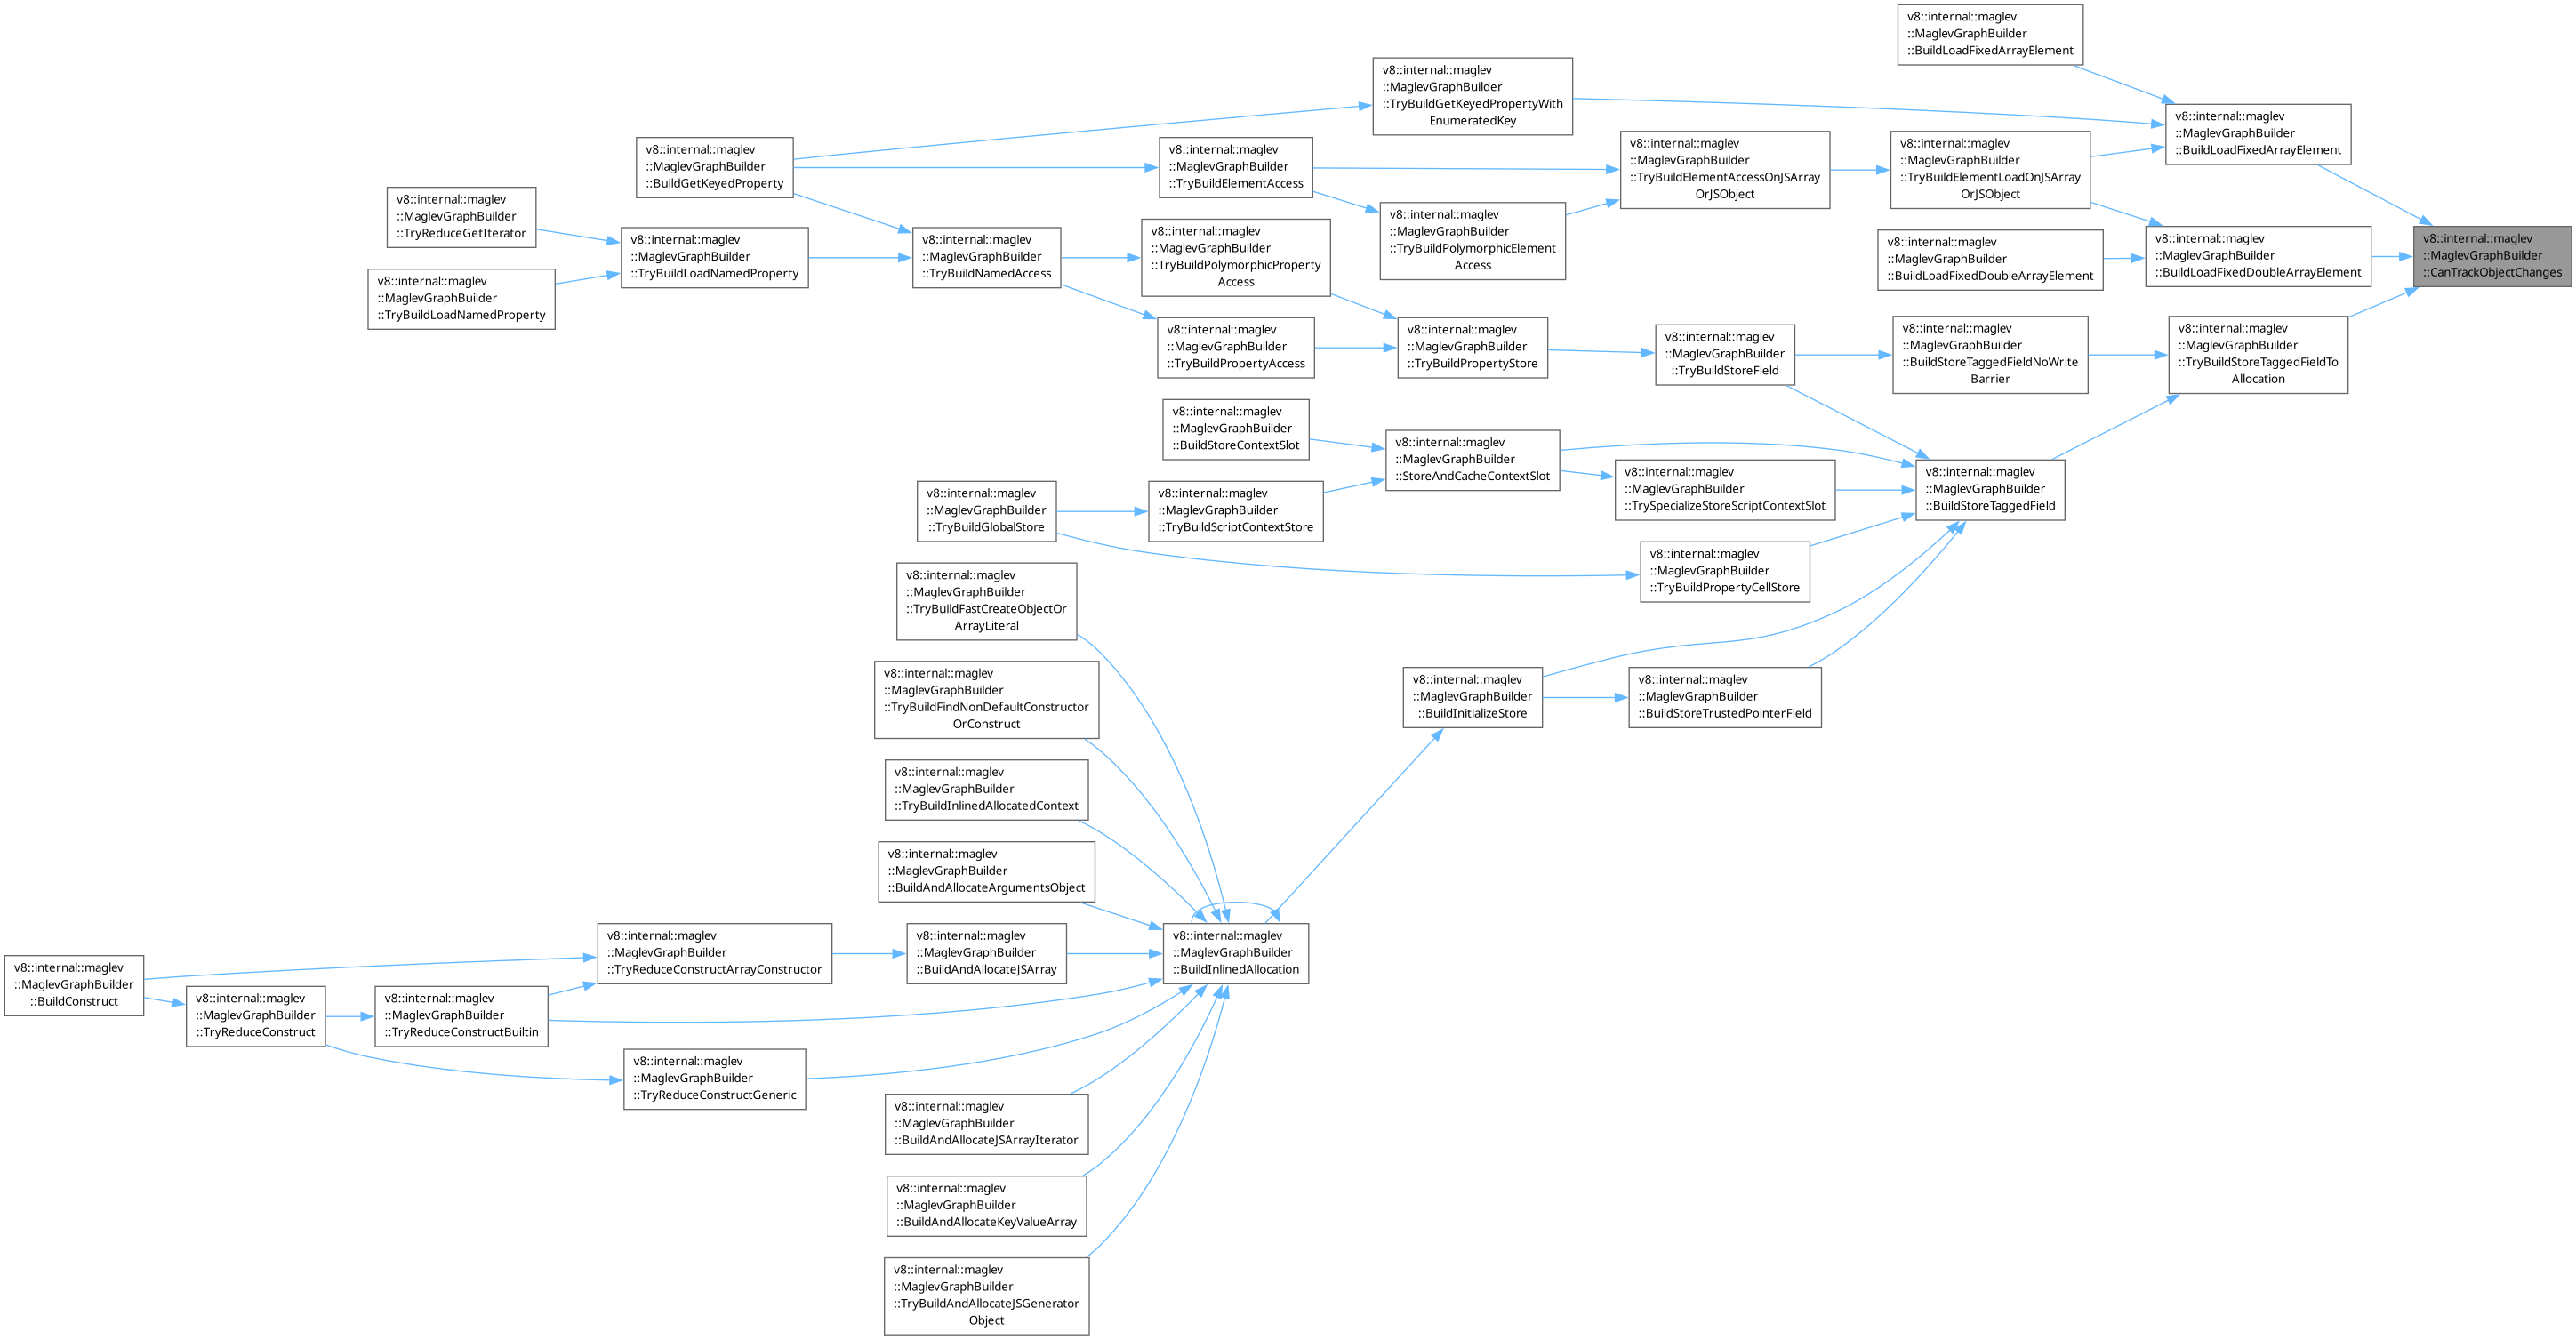 v8::internal::maglev
::MaglevGraphBuilder
::BuildLoadFixedArrayElement
v8::internal::maglev
::MaglevGraphBuilder
::TryBuildGetKeyedPropertyWith
EnumeratedKey
v8::internal::maglev
::MaglevGraphBuilder
::BuildLoadFixedArrayElement
v8::internal::maglev
::MaglevGraphBuilder
::BuildGetKeyedProperty
v8::internal::maglev
::MaglevGraphBuilder
::TryBuildElementAccess
v8::internal::maglev
::MaglevGraphBuilder
::TryBuildElementAccessOnJSArray
OrJSObject
v8::internal::maglev
::MaglevGraphBuilder
::TryBuildElementLoadOnJSArray
OrJSObject
v8::internal::maglev
::MaglevGraphBuilder
::TryReduceGetIterator
v8::internal::maglev
::MaglevGraphBuilder
::TryBuildLoadNamedProperty
v8::internal::maglev
::MaglevGraphBuilder
::TryBuildNamedAccess
v8::internal::maglev
::MaglevGraphBuilder
::TryBuildPolymorphicProperty
Access
v8::internal::maglev
::MaglevGraphBuilder
::TryBuildPolymorphicElement
Access
v8::internal::maglev
::MaglevGraphBuilder
::BuildLoadFixedDoubleArrayElement
v8::internal::maglev
::MaglevGraphBuilder
::BuildLoadFixedDoubleArrayElement
v8::internal::maglev
::MaglevGraphBuilder
::CanTrackObjectChanges
v8::internal::maglev
::MaglevGraphBuilder
::TryBuildLoadNamedProperty
v8::internal::maglev
::MaglevGraphBuilder
::TryBuildPropertyAccess
v8::internal::maglev
::MaglevGraphBuilder
::TryBuildPropertyStore
v8::internal::maglev
::MaglevGraphBuilder
::TryBuildStoreField
v8::internal::maglev
::MaglevGraphBuilder
::BuildStoreTaggedFieldNoWrite
Barrier
v8::internal::maglev
::MaglevGraphBuilder
::TryBuildStoreTaggedFieldTo
Allocation
v8::internal::maglev
::MaglevGraphBuilder
::BuildStoreContextSlot
v8::internal::maglev
::MaglevGraphBuilder
::StoreAndCacheContextSlot
v8::internal::maglev
::MaglevGraphBuilder
::TrySpecializeStoreScriptContextSlot
v8::internal::maglev
::MaglevGraphBuilder
::BuildStoreTaggedField
v8::internal::maglev
::MaglevGraphBuilder
::TryBuildGlobalStore
v8::internal::maglev
::MaglevGraphBuilder
::TryBuildScriptContextStore
v8::internal::maglev
::MaglevGraphBuilder
::TryBuildPropertyCellStore
v8::internal::maglev
::MaglevGraphBuilder
::TryBuildFastCreateObjectOr
ArrayLiteral
v8::internal::maglev
::MaglevGraphBuilder
::TryBuildFindNonDefaultConstructor
OrConstruct
v8::internal::maglev
::MaglevGraphBuilder
::BuildInitializeStore
v8::internal::maglev
::MaglevGraphBuilder
::BuildStoreTrustedPointerField
v8::internal::maglev
::MaglevGraphBuilder
::TryBuildInlinedAllocatedContext
v8::internal::maglev
::MaglevGraphBuilder
::BuildAndAllocateArgumentsObject
v8::internal::maglev
::MaglevGraphBuilder
::TryReduceConstructArrayConstructor
v8::internal::maglev
::MaglevGraphBuilder
::BuildAndAllocateJSArray
v8::internal::maglev
::MaglevGraphBuilder
::BuildInlinedAllocation
v8::internal::maglev
::MaglevGraphBuilder
::BuildConstruct
v8::internal::maglev
::MaglevGraphBuilder
::TryReduceConstruct
v8::internal::maglev
::MaglevGraphBuilder
::TryReduceConstructBuiltin
v8::internal::maglev
::MaglevGraphBuilder
::TryReduceConstructGeneric
v8::internal::maglev
::MaglevGraphBuilder
::BuildAndAllocateJSArrayIterator
v8::internal::maglev
::MaglevGraphBuilder
::BuildAndAllocateKeyValueArray
v8::internal::maglev
::MaglevGraphBuilder
::TryBuildAndAllocateJSGenerator
Object